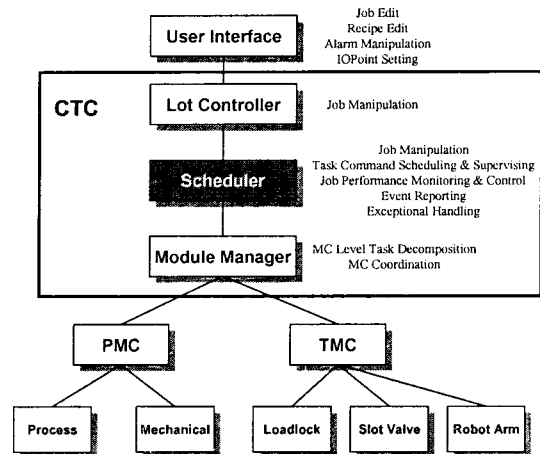 User Interface
Job Edit
Recipe Edit
Alarm Manipulation
IOPoint Setting
CTC
Lot Controller
Job Manipulation
Scheduler
Job Manipulation
Task Command Scheduling & Supervising
Job Performance Monitoring & Control
Event Reporting
Exceptional Handling
Module Manager
MC Level Task Decomposition
MC Coordination
PMC
TMC
Process
Mechanical
Loadlock
Slot Valve
Robot Arm